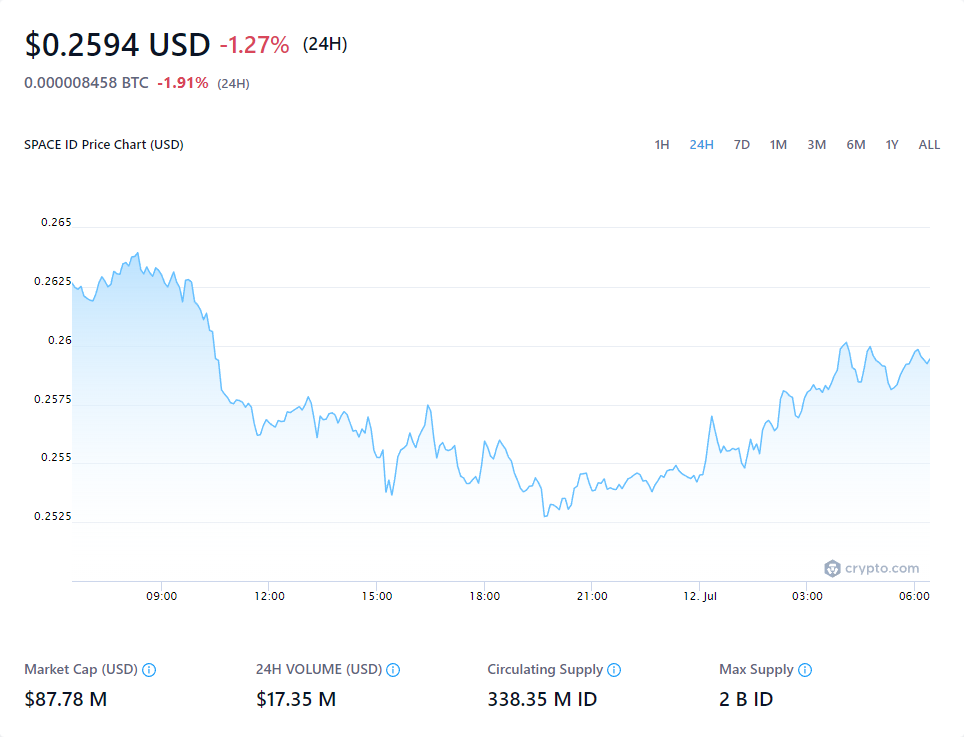 $0.2594 USD -1.27% (24H)
0.000008458 BTC -1.91% (24H)
SPACE ID Price Chart (USD) 1H 24H 7D 1M 3M 6M 1Y ALL
0.265
0.2625
0.26
0.2575
0.255
0.2525
crypto.com
09:00 12:00 15:00 18:00 21:00 12. Jul 03:00 06:00
Market Cap (USD) 24H VOLUME (USD) Circulating Supply Max Supply
$87.78 M $17.35 M 338.35 M ID 2 B ID